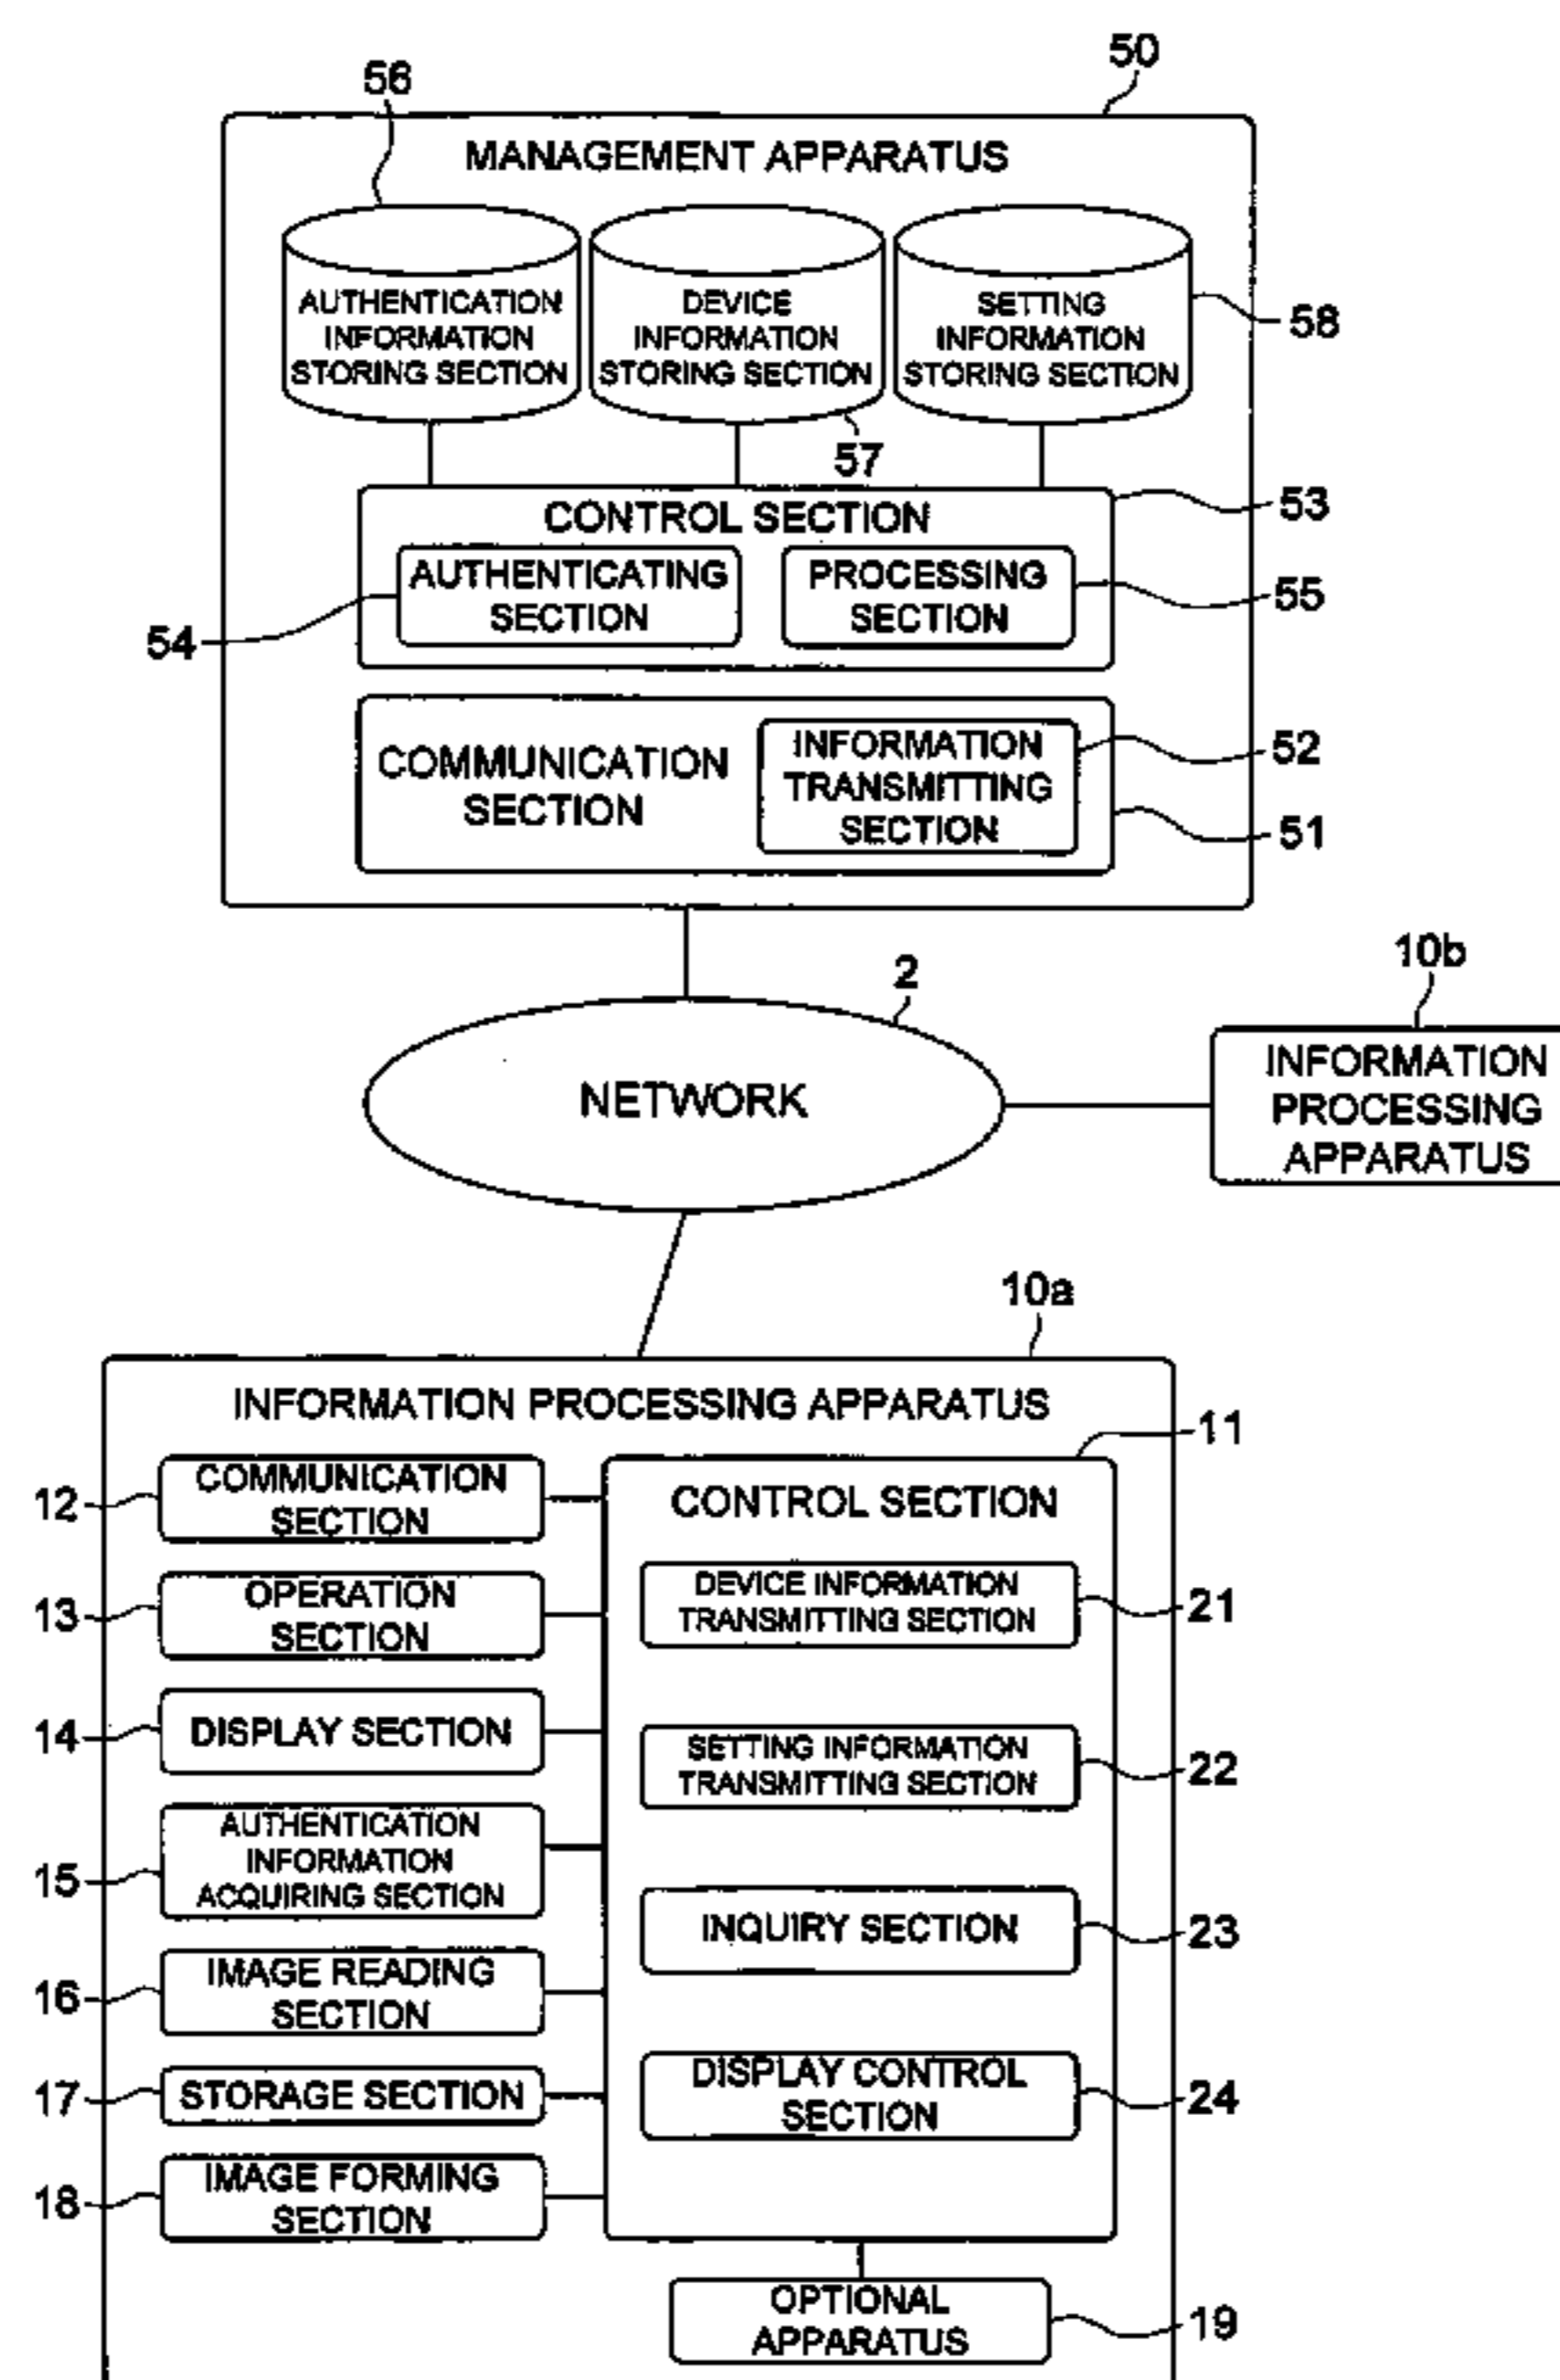 50
56
MANAGEMENT APPARATUS
AUTHENTICATION
INFORMATION
STORING SECTION
DEVICE
INFORMATION
STORING SECTION
SETTING
INFORMATION
STORING SECTION
58
57
CONTROL SECTION
53
AUTHENTICATING
SECTION
PROCESSING
SECTION
55
54
COMMUNICATION
SECTION
INFORMATION
TRANSMITTING
SECTION
52
51
2
NETWORK
10b
INFORMATION
PROCESSING
APPARATUS
10a
INFORMATION PROCESSING APPARATUS
11
CONTROL SECTION
12
COMMUNICATION
SECTION
13
OPERATION
SECTION
14
DISPLAY SECTION
15
AUTHENTICATION
INFORMATION
ACQUIRING SECTION
16
IMAGE READING
SECTION
17
STORAGE SECTION
18
IMAGE FORMING
SECTION
DEVICE INFORMATION
TRANSMITTING SECTION
21
SETTING INFORMATION
TRANSMITTING SECTION
22
INQUIRY SECTION
23
DISPLAY CONTROL
SECTION
24
OPTIONAL
APPARATUS
19